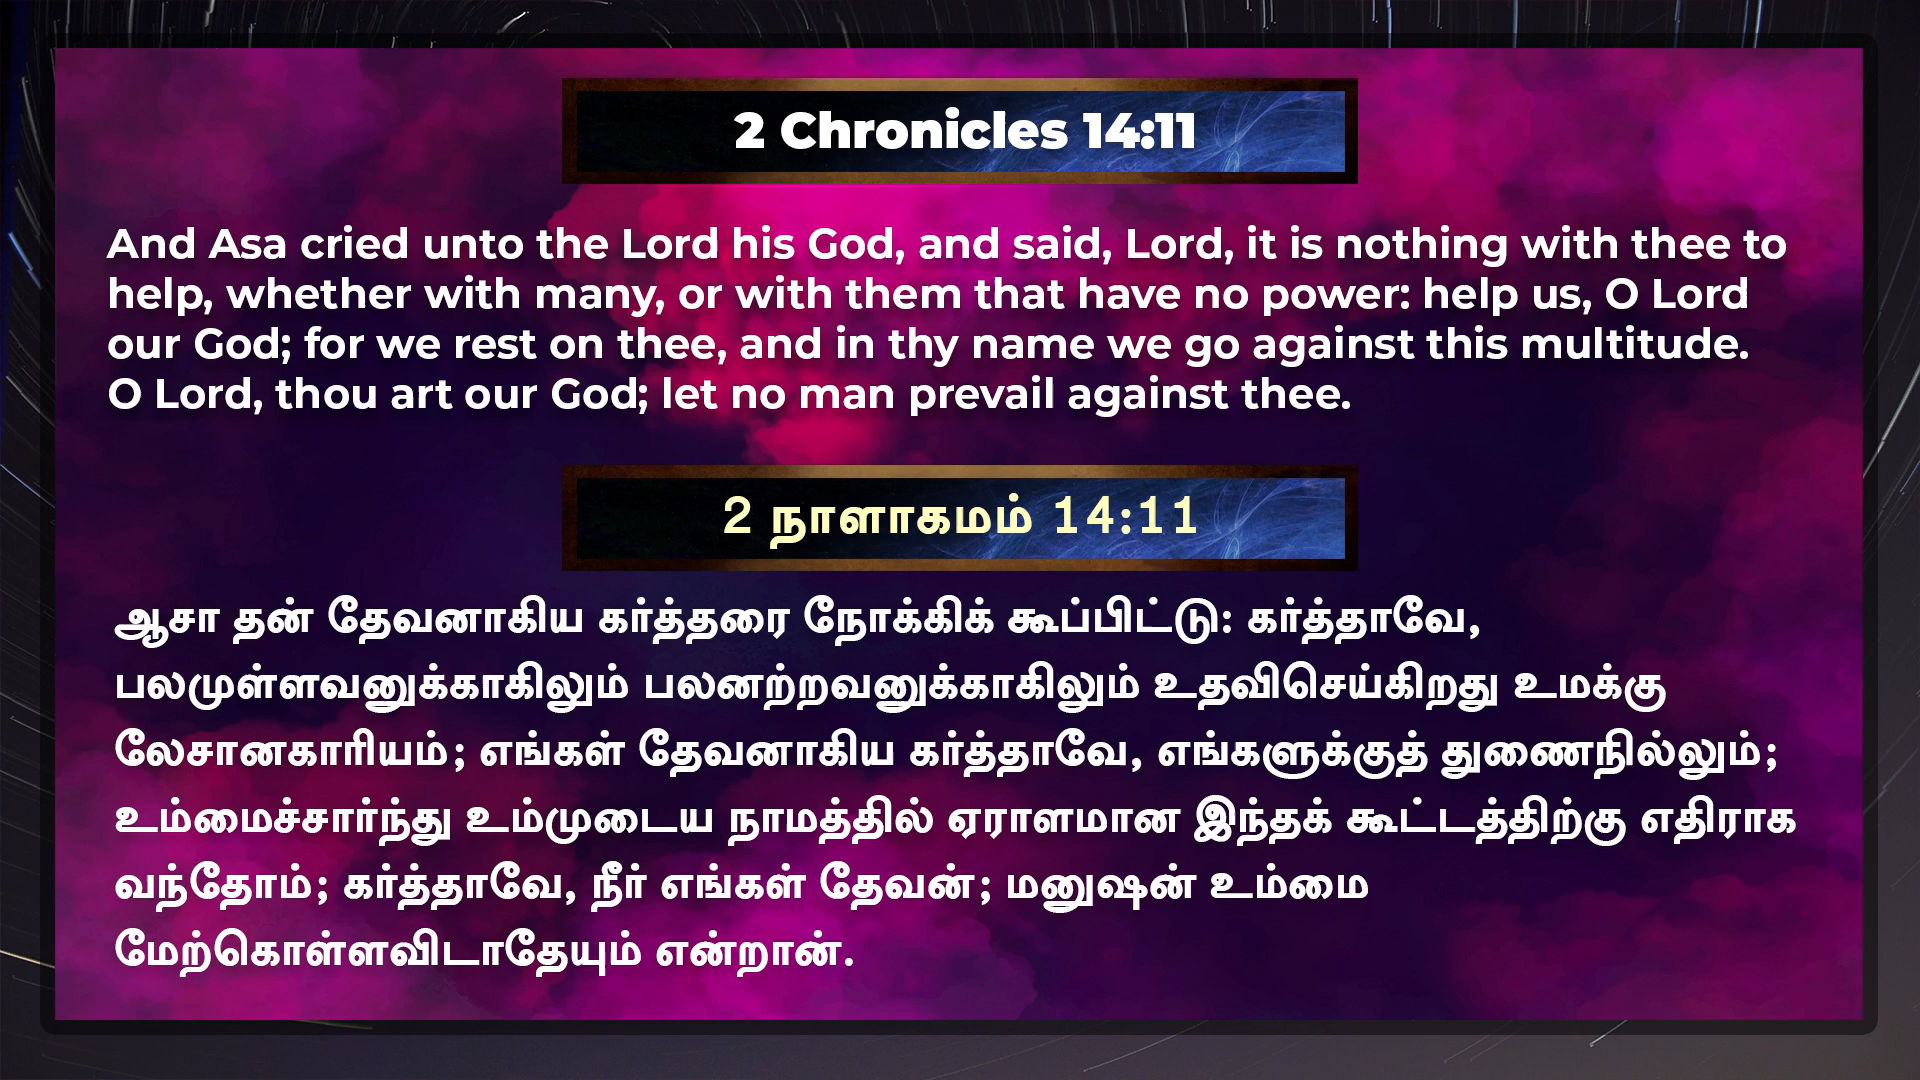 2 Chronicles 14:11
And Asa cried unto the Lord his God, and said, Lord, it is nothing with thee to
help, whether with many, or with them that have no power: help us, O Lord
our God; for we rest on thee, and in thy name we go against this multitude.
O Lord, thou art our God; let no man prevail against thee.
2 நாளாகமம் 14:11
ஆசா தன் தேவனாகிய கர்த்தரை நோக்கிக் கூப்பிட்டு: கர்த்தாவே,
பலமுள்ளவனுக்காகிலும் பலனற்றவனுக்காகிலும் உதவிசெய்கிறது உமக்கு
லேசானகாரியம்; எங்கள் தேவனாகிய கர்த்தாவே, எங்களுக்குத் துணைநில்லும்;
உம்மைச்சார்ந்து உம்முடைய நாமத்தில் ஏராளமான இந்தக் கூட்டத்திற்கு எதிராக
வந்தோம்; கர்த்தாவே, நீர் எங்கள் தேவன்; மனுஷன் உம்மை
மேற்கொள்ளவிடாதேயும் என்றான்.